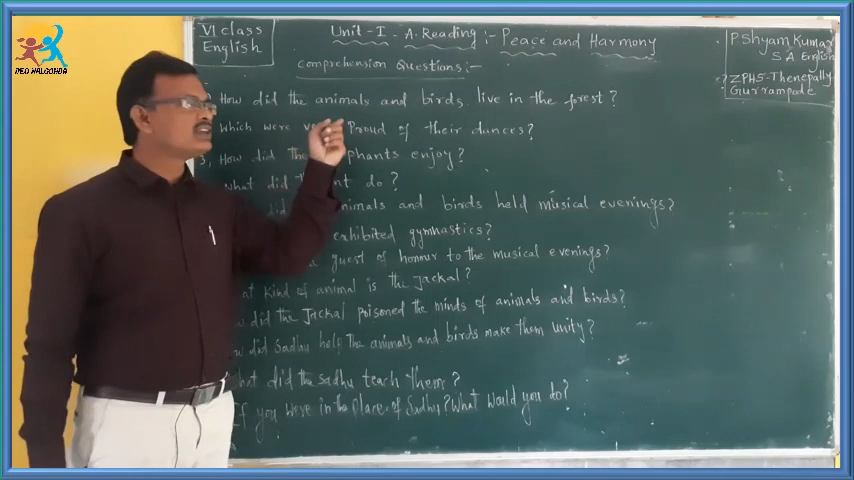 DEO NALGONDA
VI class
English
Unit-I - A. Reading :- Peace and Harmony
Comprehension Questions:-
P. Shyam Kumar
S A English
ZPHS-Thenepally
Gurrampode
How did the animals and birds live in the forest?
Which were Proud of their dances?
3, How did the enjoy?
what did do?
did animals and birds held musical evenings?
exhibited gymnastics?
guest of honour to the musical evenings?
kind of animal is the Jackal?
did the Jackal poisoned the minds of animals and birds?
did Sadhu help the animals and birds make them unity?
what did the sadhu teach them?
If you were in the place of Sadhu? What would you do?